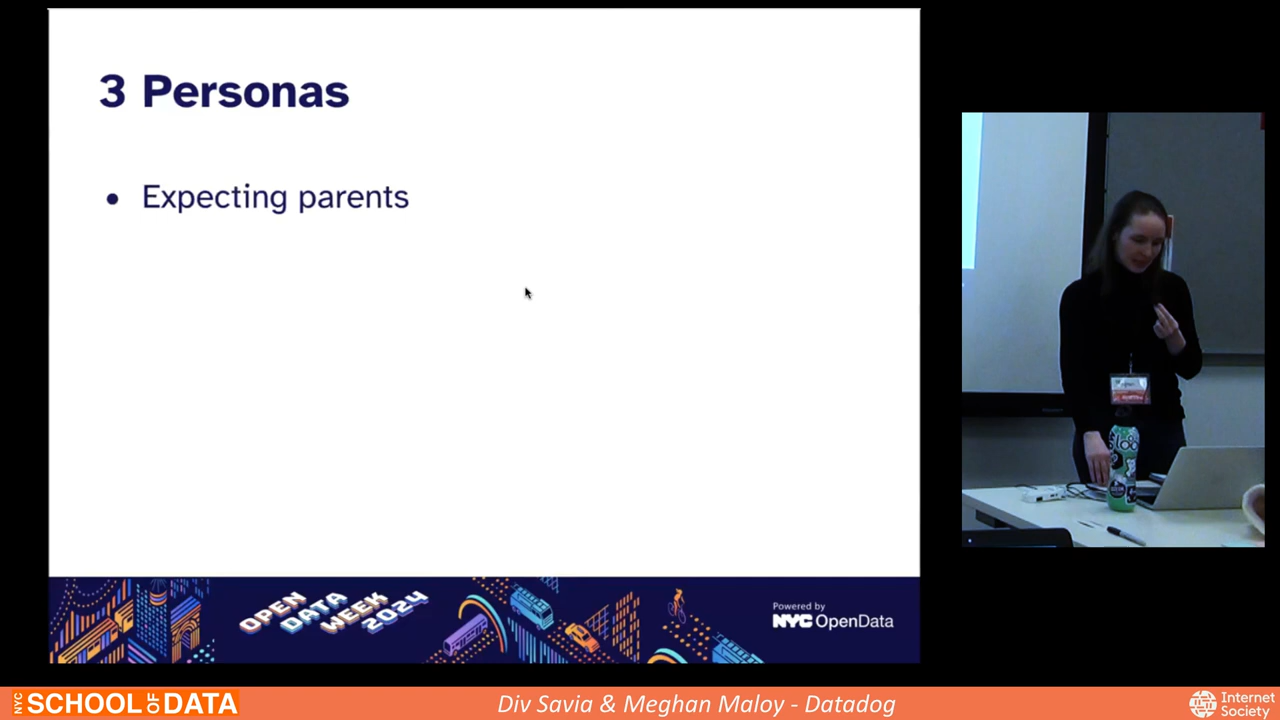 3 Personas
• Expecting parents
OPEN
DATA
WEEK
2024
Powered by
NYC OpenData
NYC SCHOOL OF DATA
Div Savia & Meghan Maloy - Datadog
Internet
Society